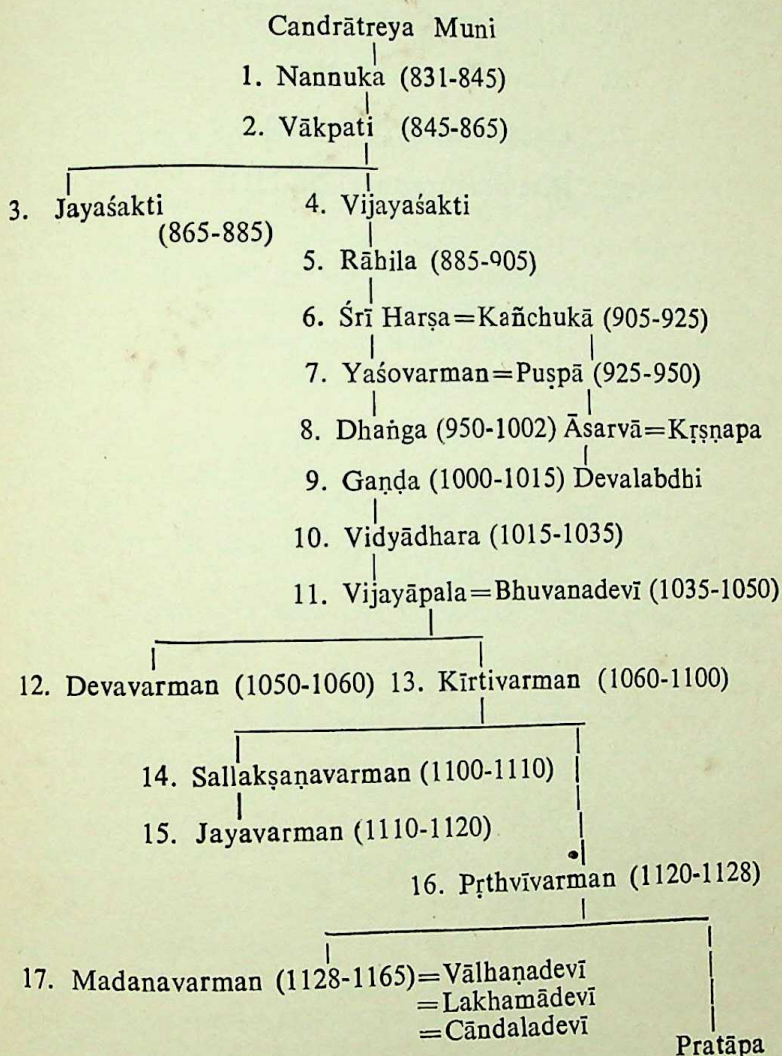 Candrātreya Muni
1. Nannuka (831-845)
2. Vākpati (845-865)
3. Jayaśakti 4. Vijayaśakti
(865-885)
5. Rāhila (885-905)
6. Śrī Harṣa=Kañchukā (905-925)
7. Yaśovarman=Puṣpā (925-950)
8. Dhaṅga (950-1002) Āsarvā=Kṛṣṇapa
9. Gaṇḍa (1000-1015) Devalabdhi
10. Vidyādhara (1015-1035)
11. Vijayāpala=Bhuvanadevī (1035-1050)
12. Devavarman (1050-1060) 13. Kīrtivarman (1060-1100)
14. Sallakṣaṇavarman (1100-1110)
15. Jayavarman (1110-1120)
16. Pṛthvīvarman (1120-1128)
17. Madanavarman (1128-1165)=Vālhaṇadevī
=Lakhamādevī
=Cāndaladevī
Pratāpa